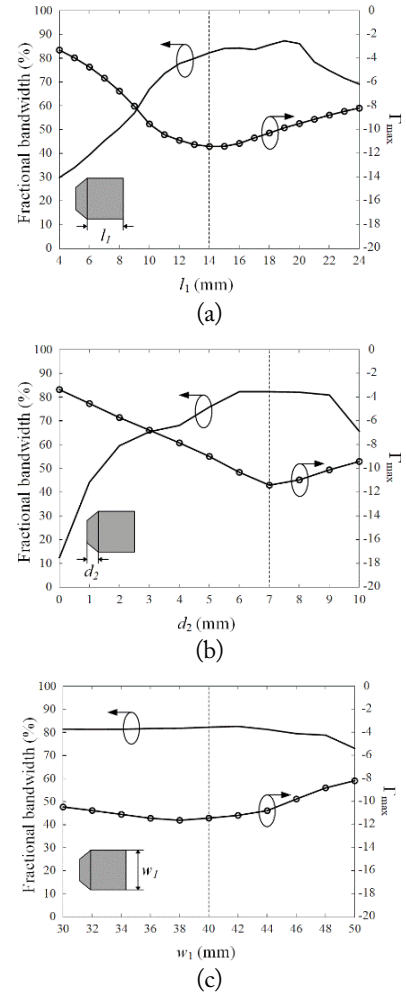 Fractional bandwidth (%)
100 0
90 -2
80 -4
70 -6
60 -8
50 -10
40 -12
30 -14
20 -16
10 -18
0 -20
Γmax
l1
4 6 8 10 12 14 16 18 20 22 24
l1 (mm)
(a)
Fractional bandwidth (%)
100 0
90 -2
80 -4
70 -6
60 -8
50 -10
40 -12
30 -14
20 -16
10 -18
0 -20
Γmax
d2
0 1 2 3 4 5 6 7 8 9 10
d2 (mm)
(b)
Fractional bandwidth (%)
100 0
90 -2
80 -4
70 -6
60 -8
50 -10
40 -12
30 -14
20 -16
10 -18
0 -20
Γmax
w1
30 32 34 36 38 40 42 44 46 48 50
w1 (mm)
(c)